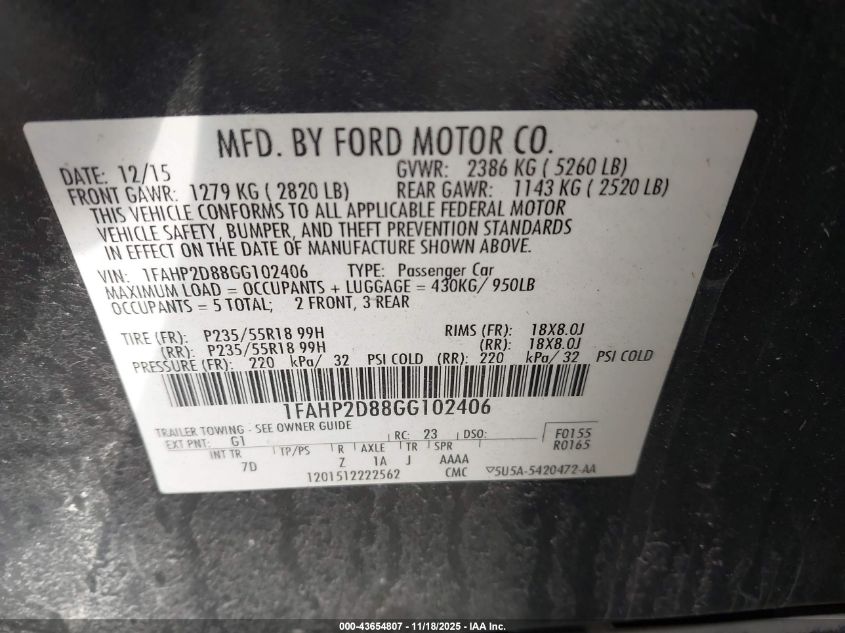 MFD. BY FORD MOTOR CO.
DATE: 12/15 GVWR: 2386 KG ( 5260 LB)
FRONT GAWR: 1279 KG ( 2820 LB) REAR GAWR: 1143 KG ( 2520 LB)
THIS VEHICLE CONFORMS TO ALL APPLICABLE FEDERAL MOTOR
VEHICLE SAFETY, BUMPER, AND THEFT PREVENTION STANDARDS
IN EFFECT ON THE DATE OF MANUFACTURE SHOWN ABOVE.
VIN: 1FAHP2D88GG102406 TYPE: Passenger Car
MAXIMUM LOAD = OCCUPANTS + LUGGAGE = 430KG/ 950LB
OCCUPANTS = 5 TOTAL; 2 FRONT, 3 REAR
TIRE (FR): P235/55R18 99H RIMS (FR): 18X8.0J
(RR): P235/55R18 99H (RR): 18X8.0J
PRESSURE (FR): 220 kPa/ 32 PSI COLD (RR): 220 kPa/ 32 PSI COLD
1FAHP2D88GG102406
TRAILER TOWING - SEE OWNER GUIDE
EXT PNT: G1 RC: 23 DSO: F0155
R0165
INT TR TP/PS R AXLE TR SPR
7D Z 1A J AAAA
1201512222562 CMC ▽5U5A-5420472-AA
000-43654807 - 11/18/2025 - IAA Inc.